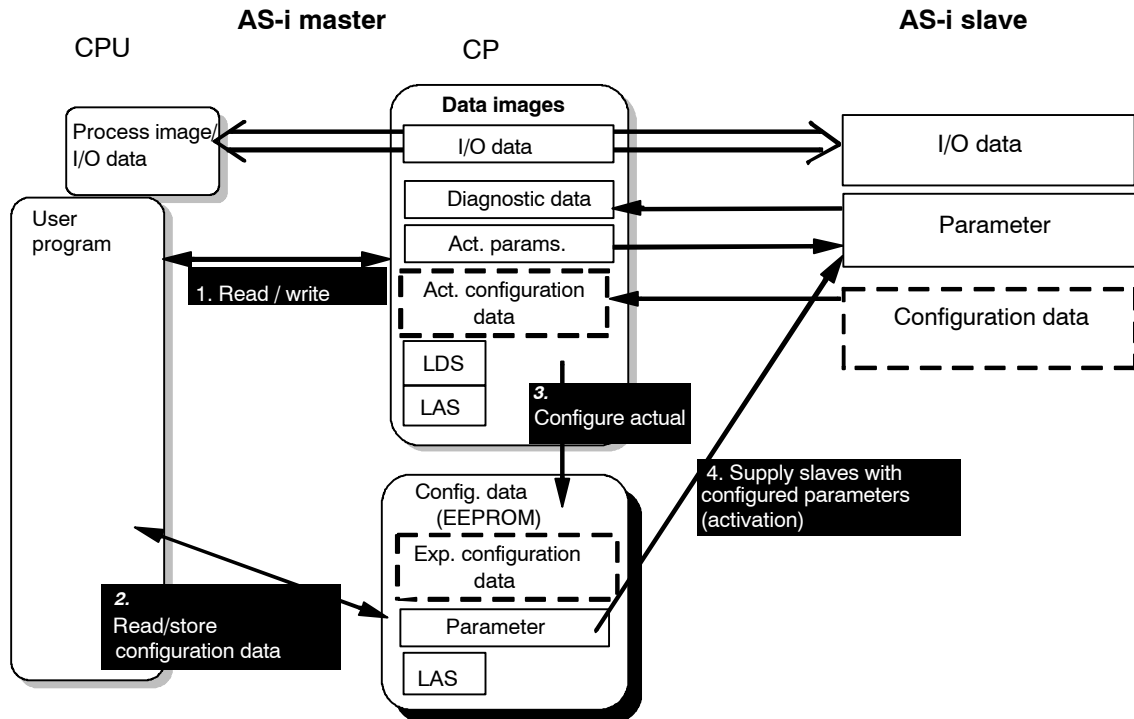 AS-i master
AS-i slave
CPU
CP
Data images
Process image/
I/O data
I/O data
I/O data
Diagnostic data
Parameter
User
program
Act. params.
1. Read / write
Act. configuration
data
Configuration data
LDS
LAS
3.
Configure actual
4. Supply slaves with
configured parameters
(activation)
Config. data
(EEPROM)
Exp. configuration
data
2.
Read/store
configuration data
Parameter
LAS